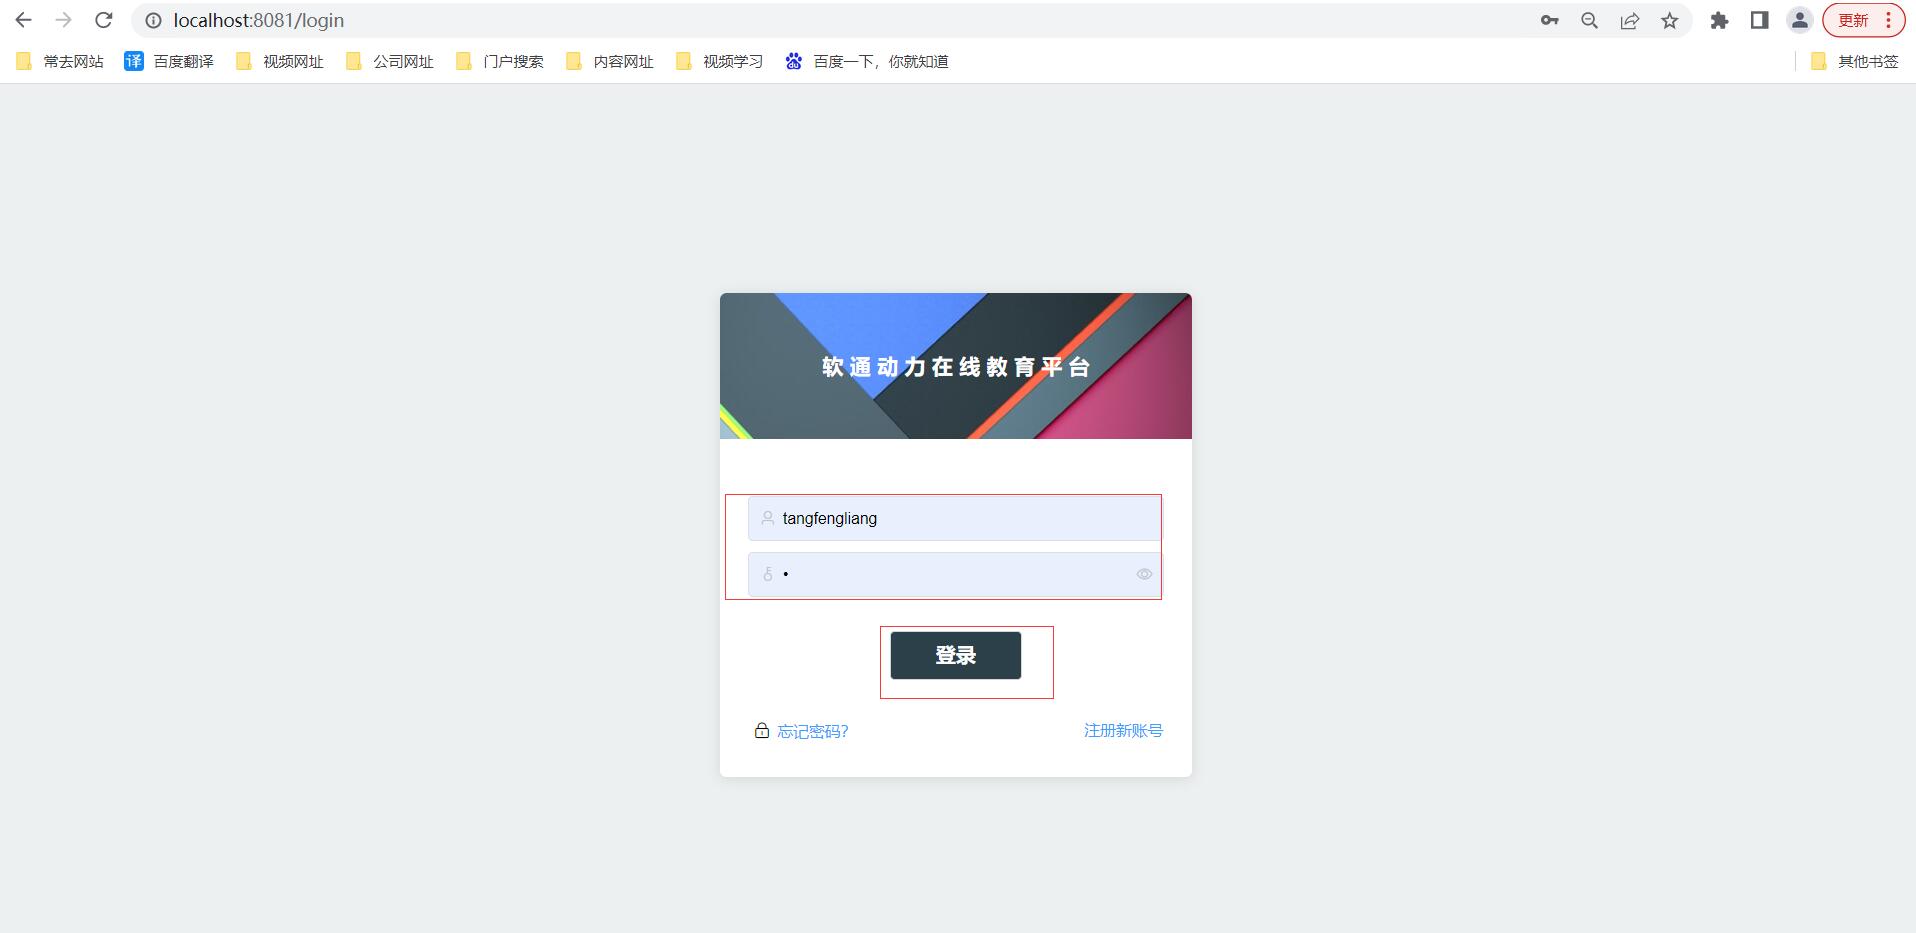 localhost:8081/login
更新
常去网站 百度翻译 视频网址 公司网址 门户搜索 内容网址 视频学习 百度一下，你就知道 其他书签
软通动力在线教育平台
tangfengliang
•
登录
忘记密码? 注册新账号